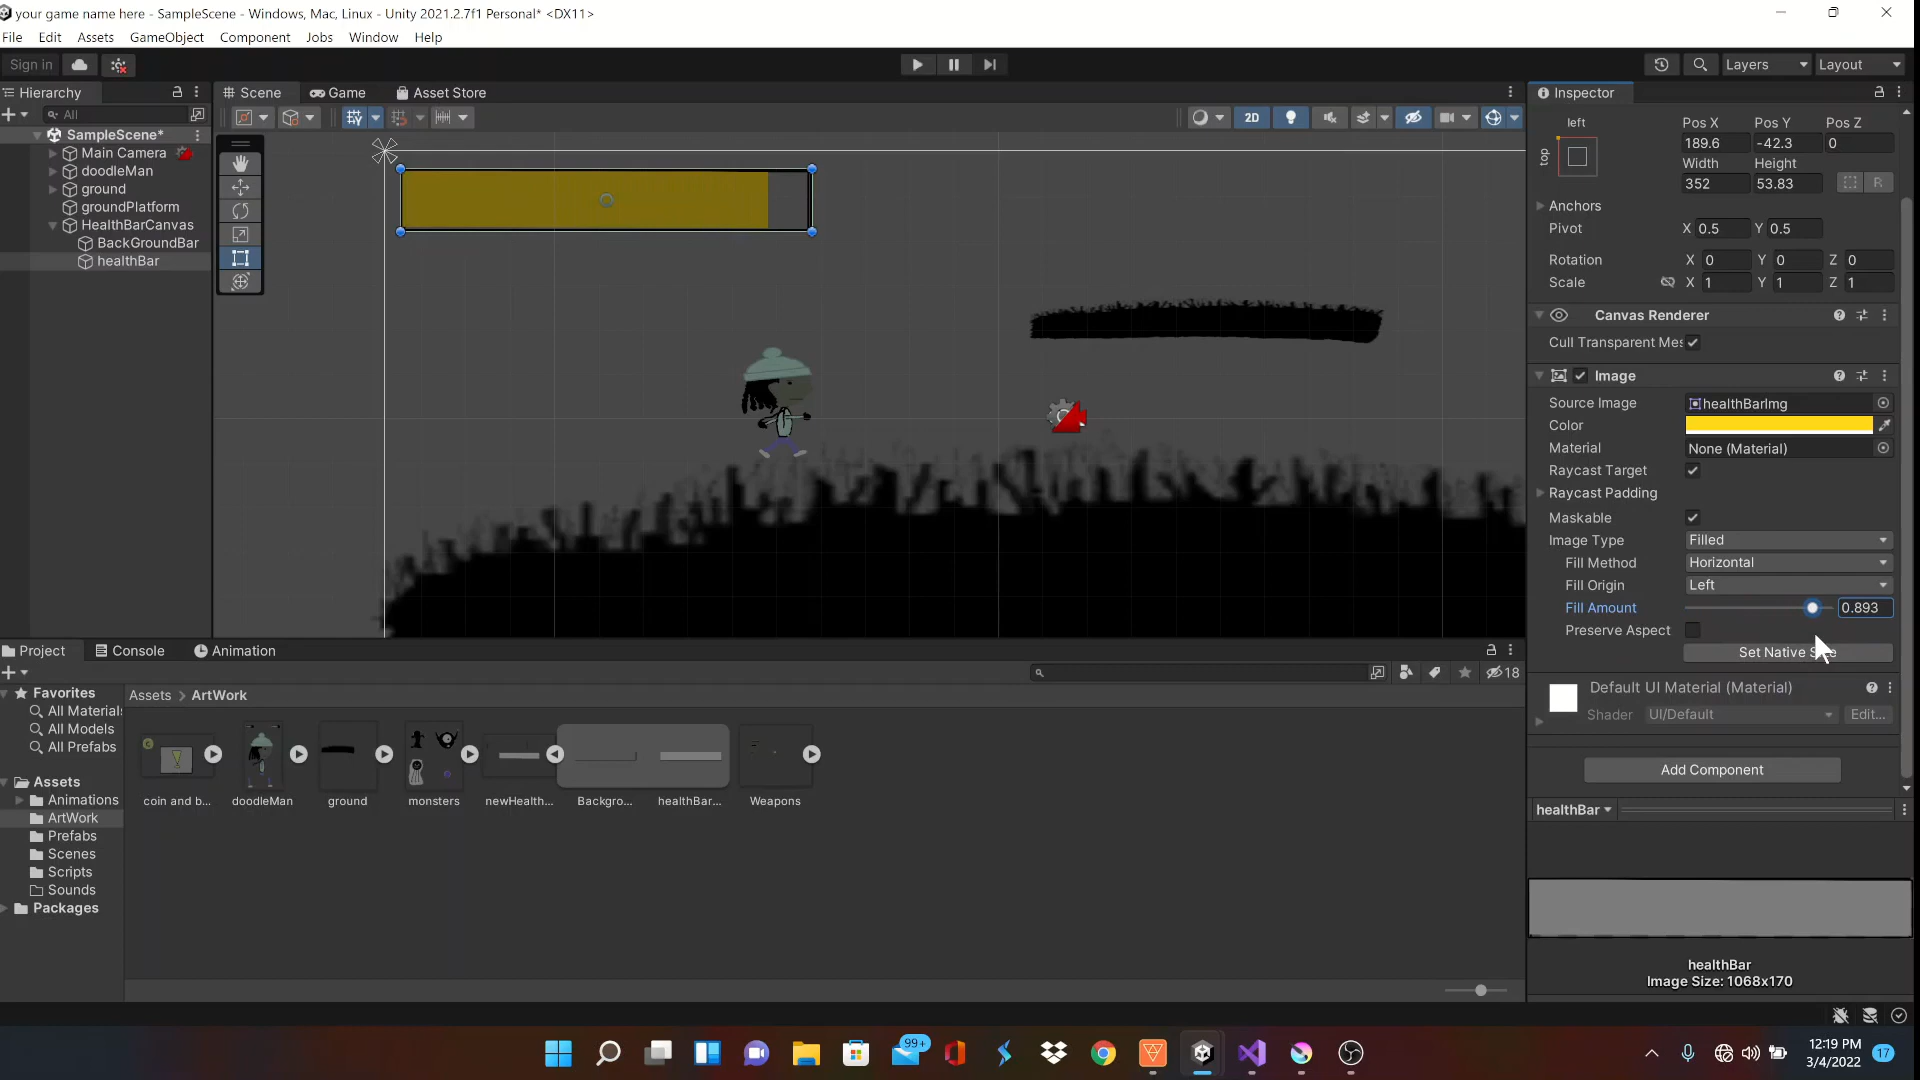 your game name here - SampleScene - Windows, Mac, Linux - Unity 2021.2.7f1 Personal* <DX11>
File Edit Assets GameObject Component Jobs Window Help
Sign in
Layers
Layout
Hierarchy
All
SampleScene*
Main Camera
doodleMan
ground
groundPlatform
HealthBarCanvas
BackGroundBar
healthBar
Scene
Game
Asset Store
2D
Inspector
left
top
Pos X Pos Y Pos Z
189.6 -42.3 0
Width Height
352 53.83
R
Anchors
Pivot X 0.5 Y 0.5
Rotation X 0 Y 0 Z 0
Scale X 1 Y 1 Z 1
Canvas Renderer
Cull Transparent Mes
Image
Source Image healthBarImg
Color
Material None (Material)
Raycast Target
Raycast Padding
Maskable
Image Type Filled
Fill Method Horizontal
Fill Origin Left
Fill Amount 0.893
Preserve Aspect
Set Native
Default UI Material (Material)
Shader UI/Default Edit...
Add Component
healthBar
healthBar
Image Size: 1068x170
Project
Console
Animation
18
Favorites
All Material
All Models
All Prefabs
Assets
Animations
ArtWork
Prefabs
Scenes
Scripts
Sounds
Packages
Assets > ArtWork
coin and b...
doodleMan
ground
monsters
newHealth...
Backgro...
healthBar...
Weapons
99+
12:19 PM
3/4/2022
17